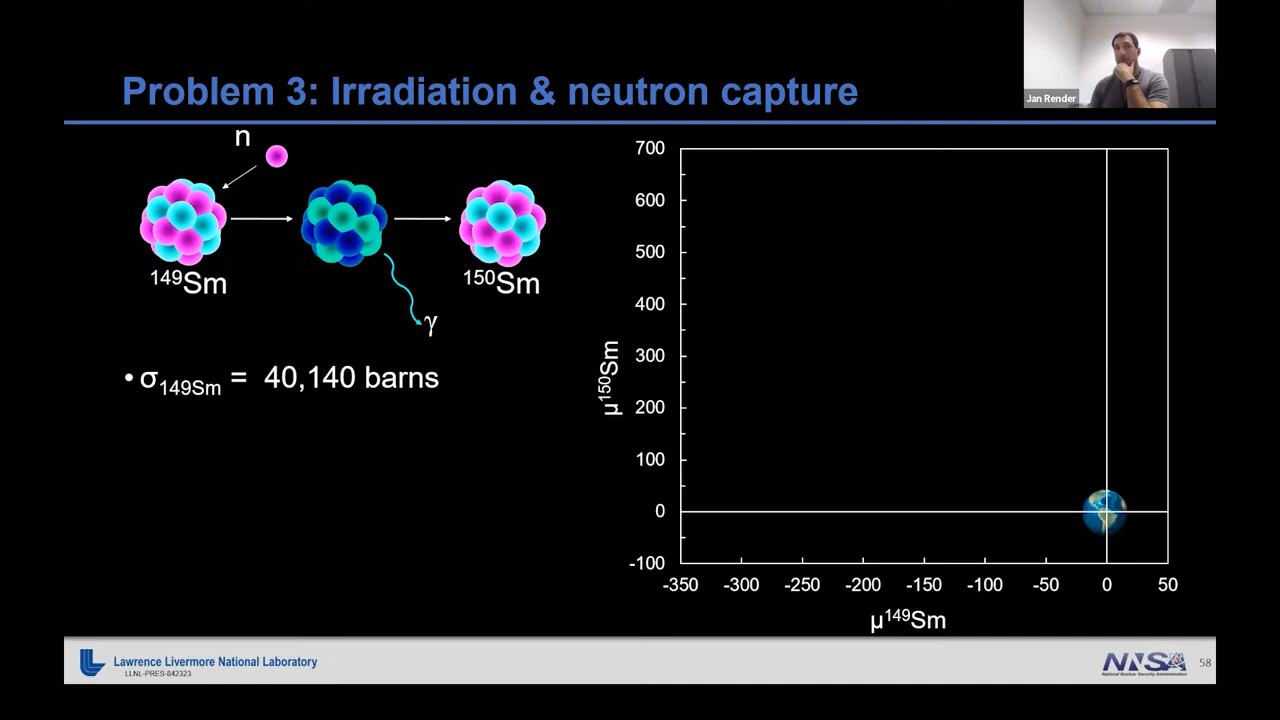 Problem 3: Irradiation & neutron capture
Jan Render
n
¹⁴⁹Sm
¹⁵⁰Sm
γ
• σ₁₄₉Sm = 40,140 barns
700
600
500
400
300
200
100
0
-100
µ¹⁵⁰Sm
-350 -300 -250 -200 -150 -100 -50 0 50
µ¹⁴⁹Sm
Lawrence Livermore National Laboratory
LLNL-PRES-842323
NNSA
National Nuclear Security Administration
58